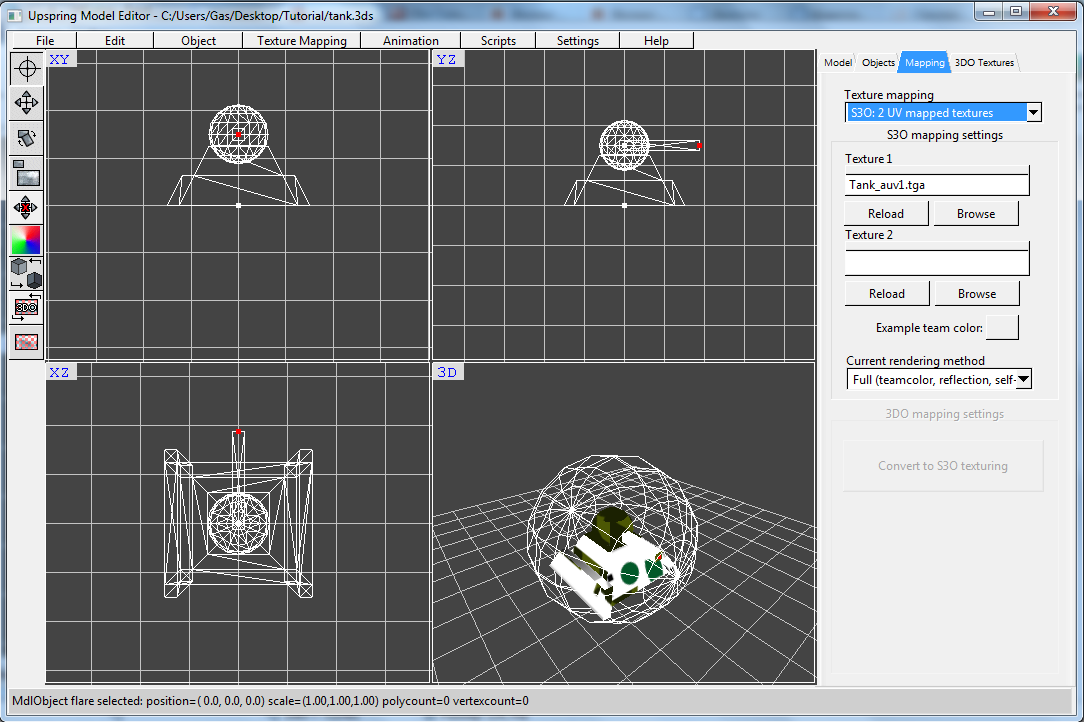 Upspring Model Editor - C:/Users/Gas/Desktop/Tutorial/tank.3ds
File Edit Object Texture Mapping Animation Scripts Settings Help
XY
YZ
Model Objects Mapping 3DO Textures
Texture mapping
S3O: 2 UV mapped textures
S3O mapping settings
Texture 1
Tank_auv1.tga
Reload Browse
Texture 2
Reload Browse
Example team color:
Current rendering method
Full (teamcolor, reflection, self-
3DO mapping settings
Convert to S3O texturing
3DO
XZ
3D
MdlObject flare selected: position=( 0.0, 0.0, 0.0) scale=(1.00,1.00,1.00) polycount=0 vertexcount=0